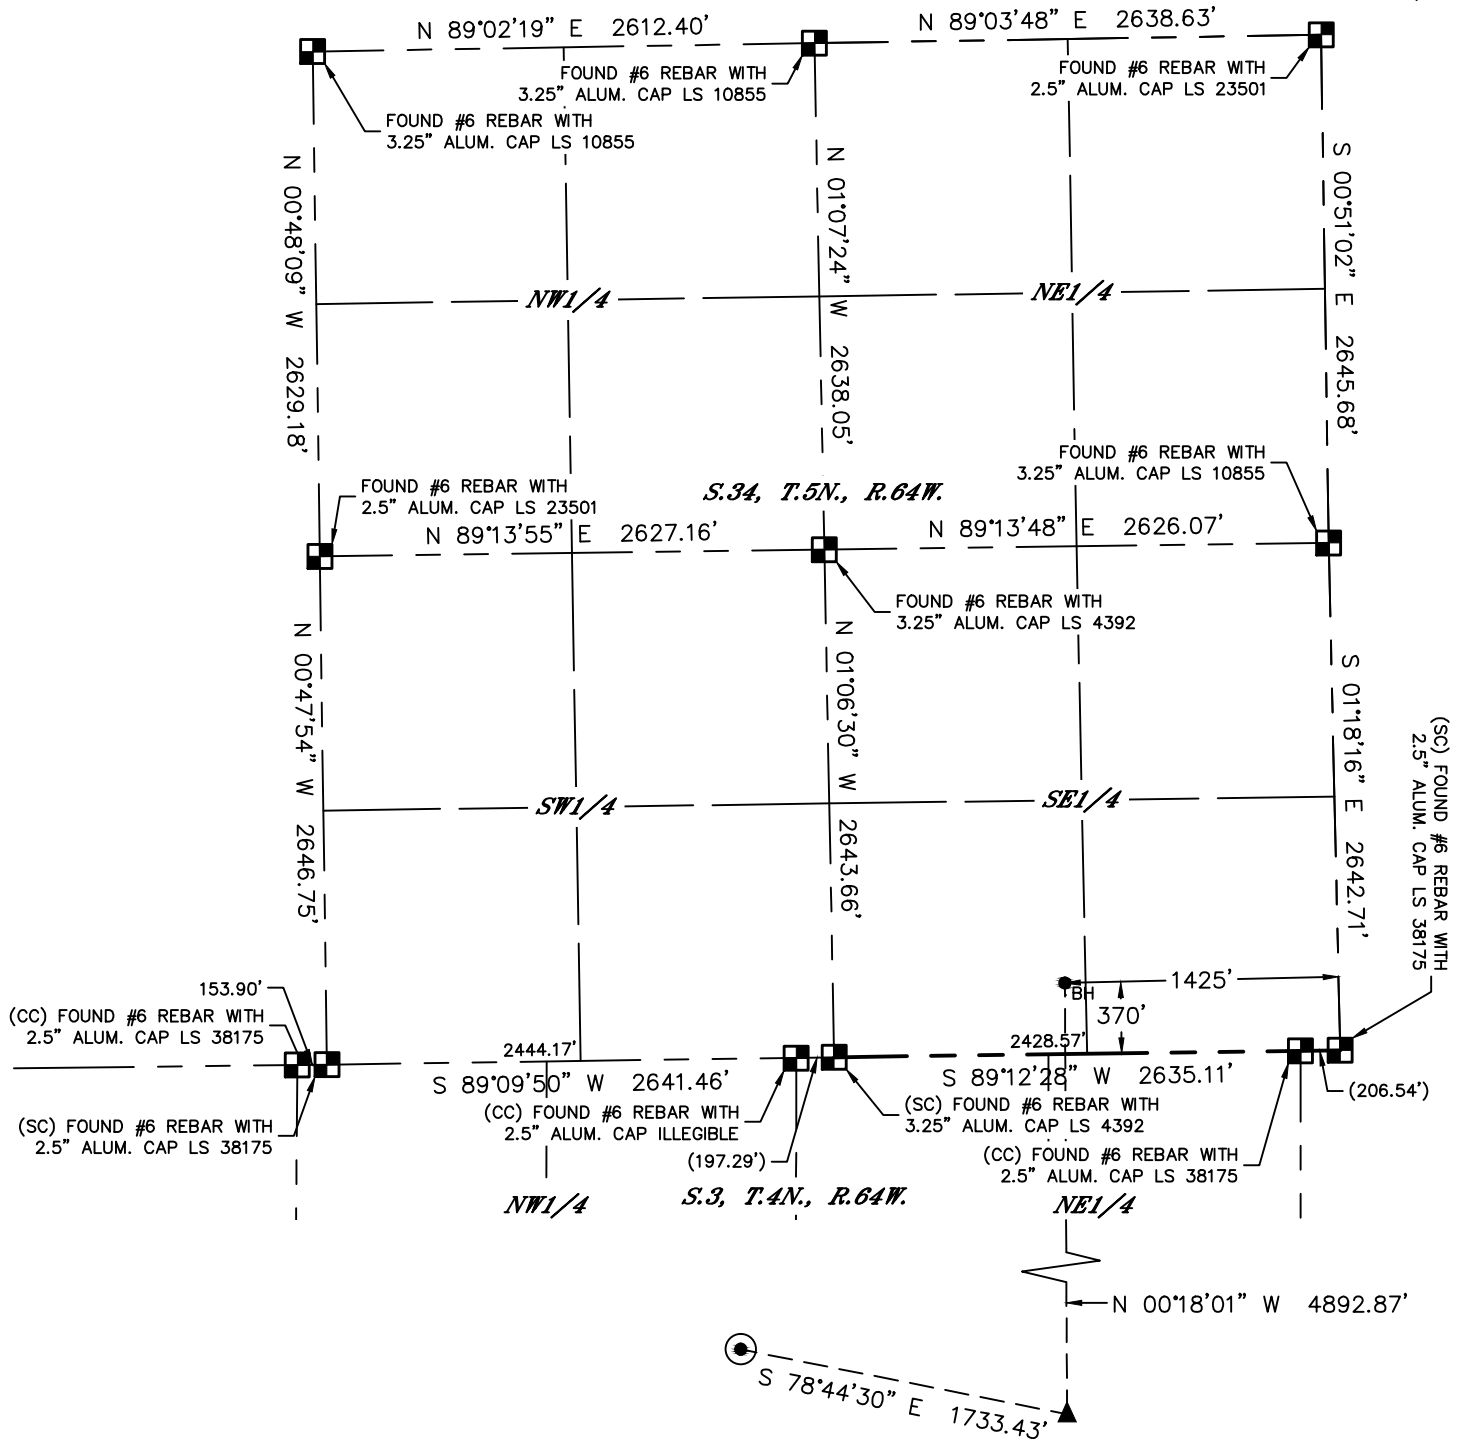 N 89°02'19" E 2612.40'
N 89°03'48" E 2638.63'
FOUND #6 REBAR WITH
3.25" ALUM. CAP LS 10855
FOUND #6 REBAR WITH
2.5" ALUM. CAP LS 23501
FOUND #6 REBAR WITH
3.25" ALUM. CAP LS 10855
N 00°48'09" W 2629.18'
N 01°07'24" W 2638.05'
S 00°51'02" E 2645.68'
NW1/4
NE1/4
FOUND #6 REBAR WITH
3.25" ALUM. CAP LS 10855
FOUND #6 REBAR WITH
2.5" ALUM. CAP LS 23501
S.34, T.5N., R.64W.
N 89°13'55" E 2627.16'
N 89°13'48" E 2626.07'
FOUND #6 REBAR WITH
3.25" ALUM. CAP LS 4392
N 00°47'54" W 2646.75'
N 01°06'30" W 2643.66'
S 01°18'16" E 2642.71'
(SC) FOUND #6 REBAR WITH
2.5" ALUM. CAP LS 38175
SW1/4
SE1/4
153.90'
1425'
BH
370'
(CC) FOUND #6 REBAR WITH
2.5" ALUM. CAP LS 38175
2444.17'
2428.57'
S 89°09'50" W 2641.46'
S 89°12'28" W 2635.11'
(206.54')
(CC) FOUND #6 REBAR WITH
2.5" ALUM. CAP ILLEGIBLE
(SC) FOUND #6 REBAR WITH
3.25" ALUM. CAP LS 4392
(SC) FOUND #6 REBAR WITH
2.5" ALUM. CAP LS 38175
(197.29')
(CC) FOUND #6 REBAR WITH
2.5" ALUM. CAP LS 38175
NW1/4
S.3, T.4N., R.64W.
NE1/4
N 00°18'01" W 4892.87'
S 78°44'30" E 1733.43'